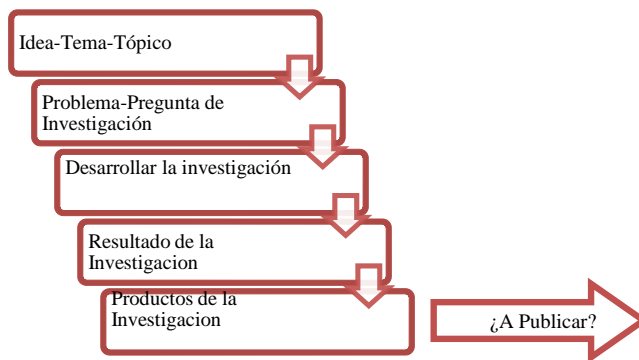 Idea-Tema-Tópico
Problema-Pregunta de
Investigación
Desarrollar la investigación
Resultado de la
Investigacion
Productos de la
Investigacion
¿A Publicar?